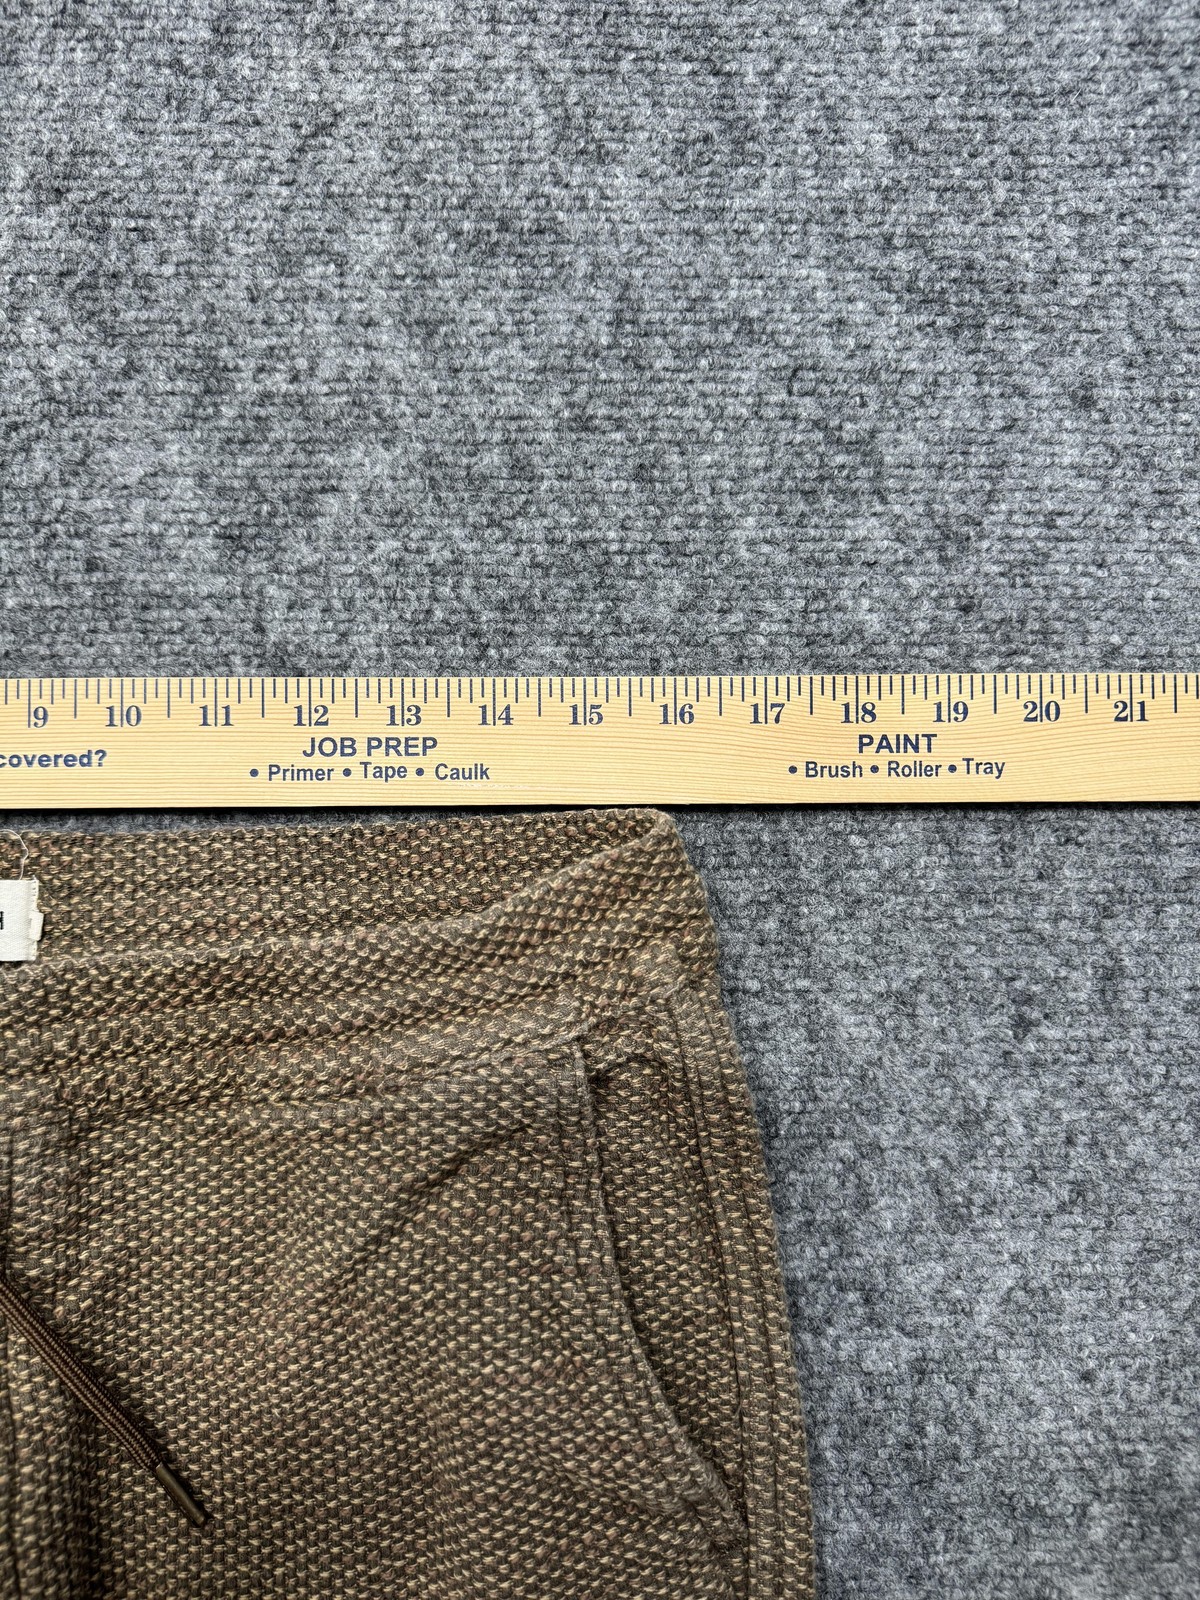 9 10 11 12 13 14 15 16 17 18 19 20 21
covered?
JOB PREP
• Primer • Tape • Caulk
PAINT
• Brush • Roller • Tray